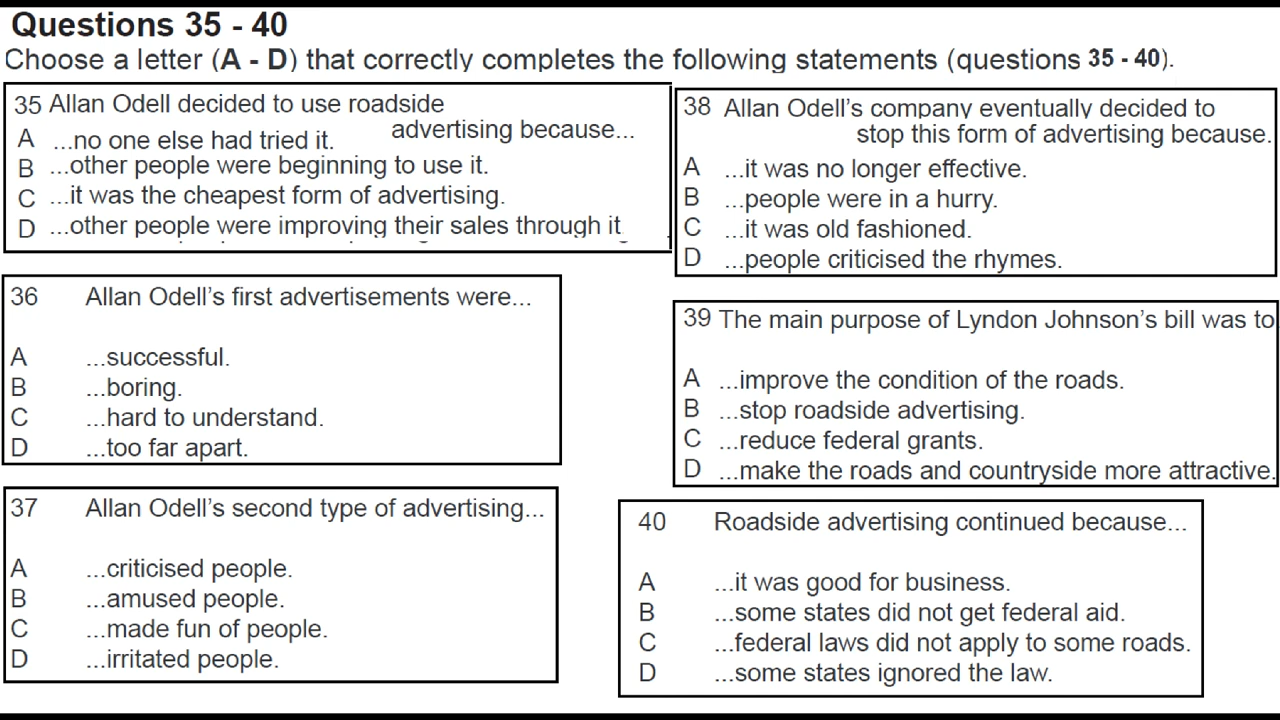 Questions 35 - 40
Choose a letter (A - D) that correctly completes the following statements (questions 35 - 40).
35 Allan Odell decided to use roadside
advertising because...
A ...no one else had tried it.
B ...other people were beginning to use it.
C ...it was the cheapest form of advertising.
D ...other people were improving their sales through it
36 Allan Odell's first advertisements were...
A ...successful.
B ...boring.
C ...hard to understand.
D ...too far apart.
37 Allan Odell's second type of advertising...
A ...criticised people.
B ...amused people.
C ...made fun of people.
D ...irritated people.
38 Allan Odell's company eventually decided to
stop this form of advertising because.
A ...it was no longer effective.
B ...people were in a hurry.
C ...it was old fashioned.
D ...people criticised the rhymes.
39 The main purpose of Lyndon Johnson's bill was to
A ...improve the condition of the roads.
B ...stop roadside advertising.
C ...reduce federal grants.
D ...make the roads and countryside more attractive.
40 Roadside advertising continued because...
A ...it was good for business.
B ...some states did not get federal aid.
C ...federal laws did not apply to some roads.
D ...some states ignored the law.